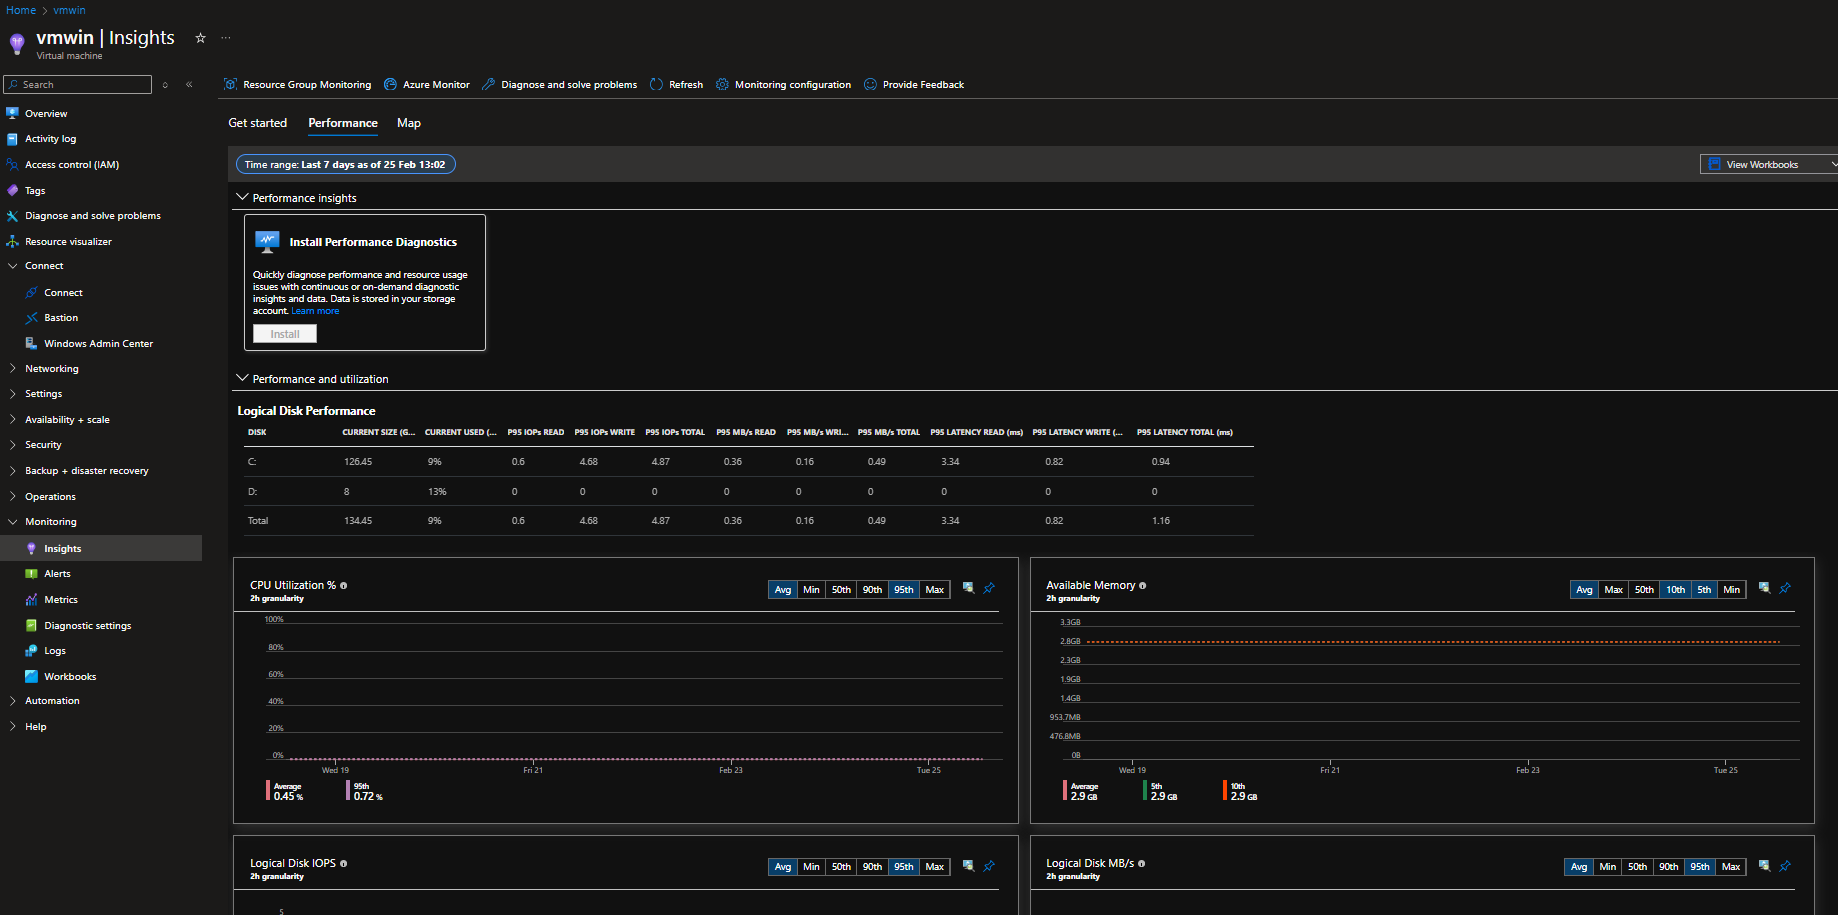 Home > vmwin
vmwin | Insights ☆ ...
Virtual machine
Search
Overview
Activity log
Access control (IAM)
Tags
Diagnose and solve problems
Resource visualizer
Connect
Connect
Bastion
Windows Admin Center
Networking
Settings
Availability + scale
Security
Backup + disaster recovery
Operations
Monitoring
Insights
Alerts
Metrics
Diagnostic settings
Logs
Workbooks
Automation
Help
Resource Group Monitoring Azure Monitor Diagnose and solve problems Refresh Monitoring configuration Provide Feedback
Get started Performance Map
Time range: Last 7 days as of 25 Feb 13:02
View Workbooks
Performance insights
Install Performance Diagnostics
Quickly diagnose performance and resource usage
issues with continuous or on-demand diagnostic
insights and data. Data is stored in your storage
account. Learn more
Install
Performance and utilization
Logical Disk Performance
DISK CURRENT SIZE (G... CURRENT USED (... P95 IOPs READ P95 IOPs WRITE P95 IOPs TOTAL P95 MB/s READ P95 MB/s WRI... P95 MB/s TOTAL P95 LATENCY READ (ms) P95 LATENCY WRITE (... P95 LATENCY TOTAL (ms)
C: 126.45 9% 0.6 4.68 4.87 0.36 0.16 0.49 3.34 0.82 0.94
D: 8 13% 0 0 0 0 0 0 0 0 0
Total 134.45 9% 0.6 4.68 4.87 0.36 0.16 0.49 3.34 0.82 1.16
CPU Utilization %
2h granularity
Avg Min 50th 90th 95th Max
100%
80%
60%
40%
20%
0%
Wed 19 Fri 21 Feb 23 Tue 25
Average 95th
0.45 % 0.72 %
Available Memory
2h granularity
Avg Max 50th 10th 5th Min
3.3GB
2.8GB
2.3GB
1.9GB
1.4GB
953.7MB
476.8MB
0B
Wed 19 Fri 21 Feb 23 Tue 25
Average 5th 10th
2.9 GB 2.9 GB 2.9 GB
Logical Disk IOPS
2h granularity
Avg Min 50th 90th 95th Max
5
Logical Disk MB/s
2h granularity
Avg Min 50th 90th 95th Max